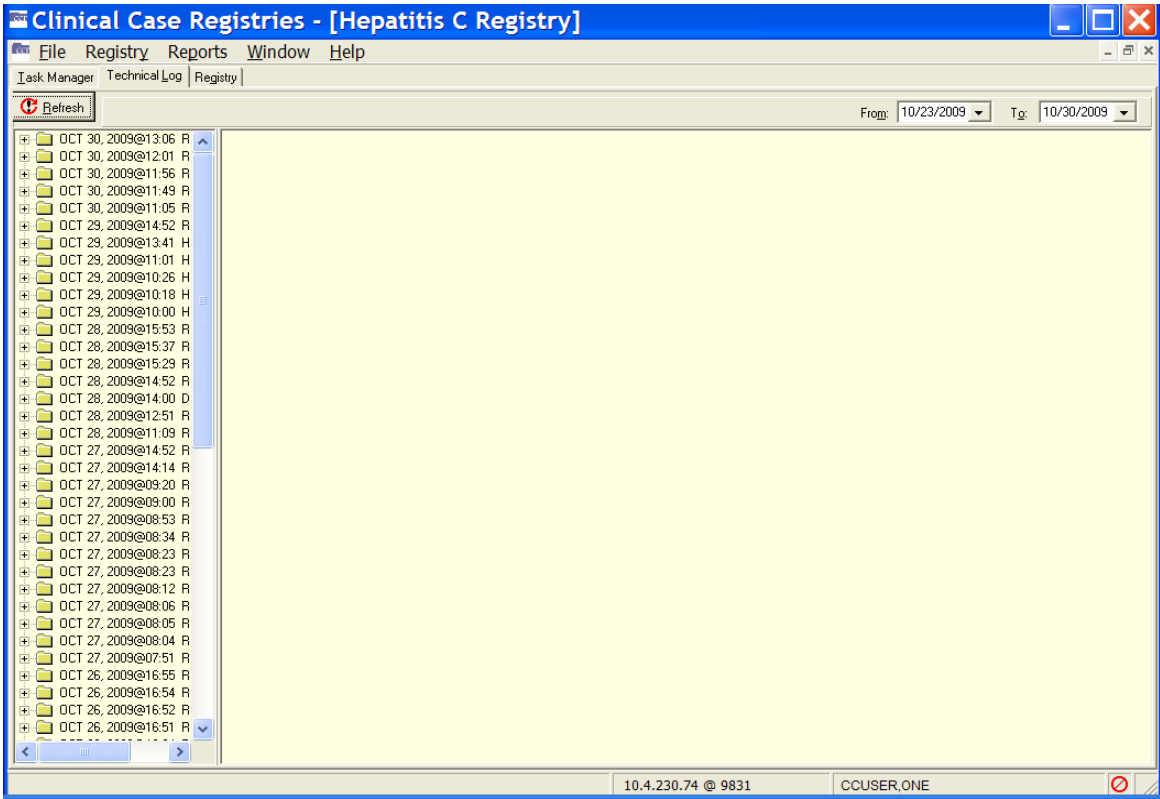 Clinical Case Registries - [Hepatitis C Registry]
File Registry Reports Window Help
Task Manager Technical Log Registry
Refresh From: 10/23/2009 To: 10/30/2009
OCT 30, 2009@13:06 R
OCT 30, 2009@12:01 R
OCT 30, 2009@11:56 R
OCT 30, 2009@11:49 R
OCT 30, 2009@11:05 R
OCT 29, 2009@14:52 R
OCT 29, 2009@13:41 H
OCT 29, 2009@11:01 H
OCT 29, 2009@10:26 H
OCT 29, 2009@10:18 H
OCT 29, 2009@10:00 H
OCT 28, 2009@15:53 R
OCT 28, 2009@15:37 R
OCT 28, 2009@15:29 R
OCT 28, 2009@14:52 R
OCT 28, 2009@14:00 D
OCT 28, 2009@12:51 R
OCT 28, 2009@11:09 R
OCT 27, 2009@14:52 R
OCT 27, 2009@14:14 R
OCT 27, 2009@09:20 R
OCT 27, 2009@09:00 R
OCT 27, 2009@08:53 R
OCT 27, 2009@08:34 R
OCT 27, 2009@08:23 R
OCT 27, 2009@08:23 R
OCT 27, 2009@08:12 R
OCT 27, 2009@08:06 R
OCT 27, 2009@08:05 R
OCT 27, 2009@08:04 R
OCT 27, 2009@07:51 R
OCT 26, 2009@16:55 R
OCT 26, 2009@16:54 R
OCT 26, 2009@16:52 R
OCT 26, 2009@16:51 R
10.4.230.74 @ 9831 CCUSER,ONE